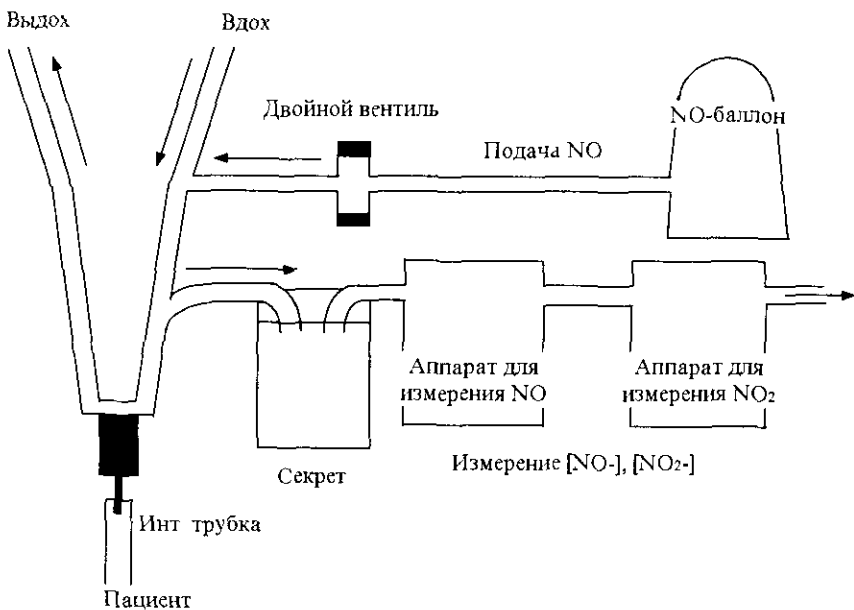 Выдох
Вдох
Двойной вентиль
Подача NO
NO-баллон
Аппарат для
измерения NO
Аппарат для
измерения NO₂
Секрет
Измерение [NO-], [NO₂-]
Инт трубка
Пациент